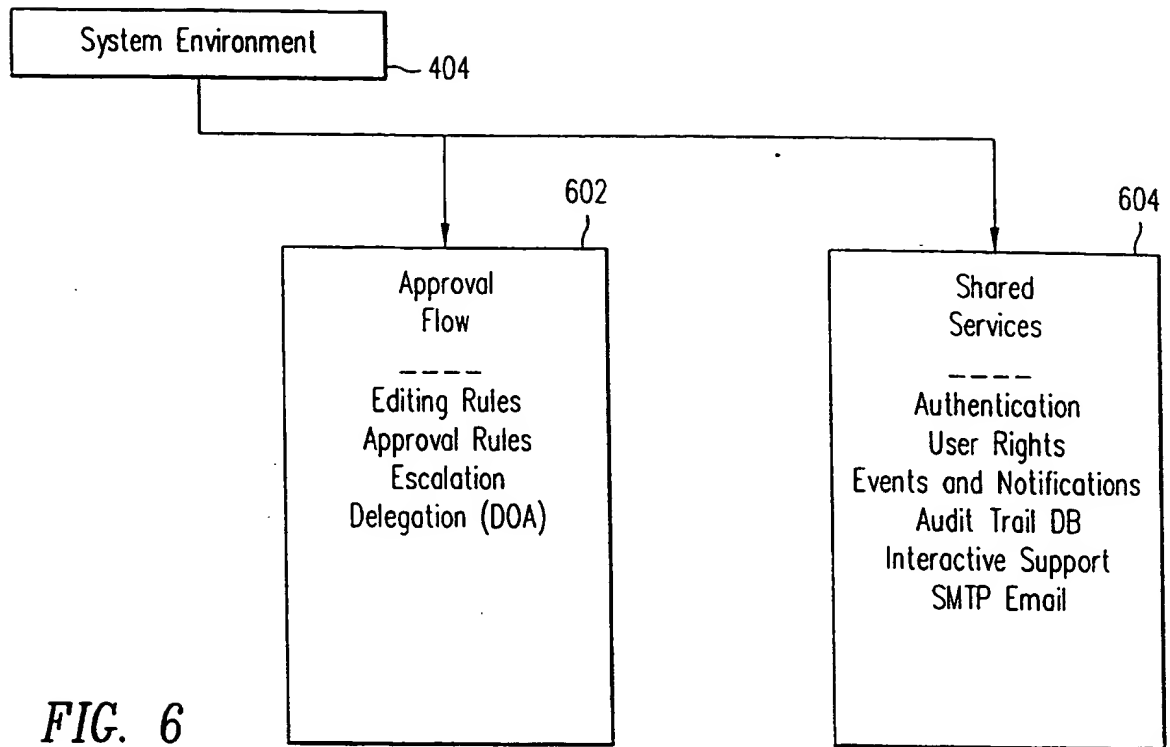 System Environment
404
602
Approval
Flow
Editing Rules
Approval Rules
Escalation
Delegation (DOA)
604
Shared
Services
Authentication
User Rights
Events and Notifications
Audit Trail DB
Interactive Support
SMTP Email
FIG. 6